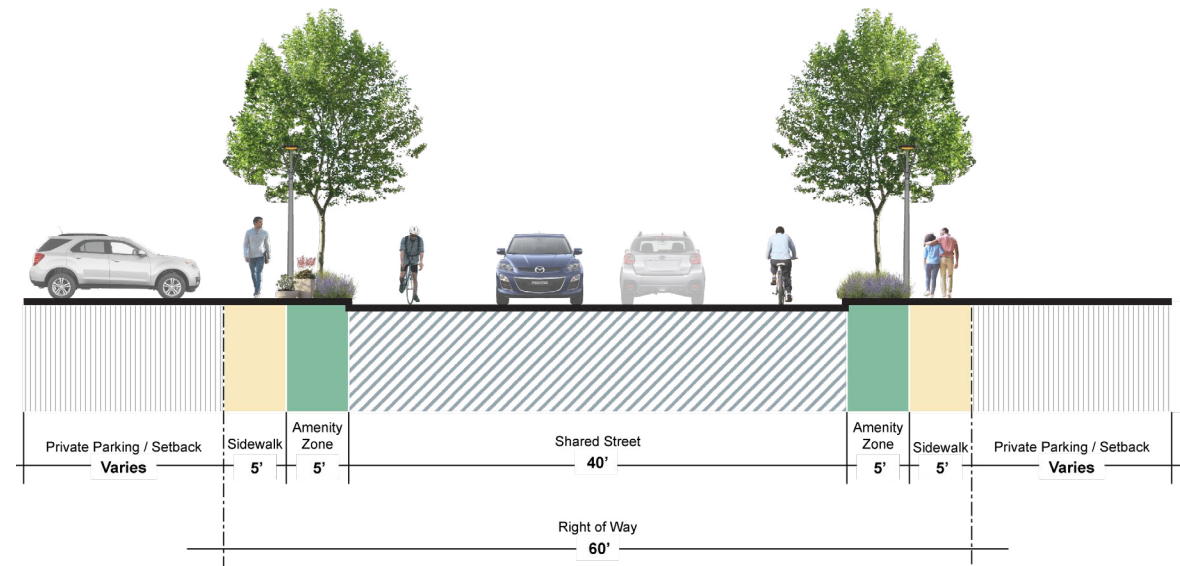 Private Parking / Setback
Varies
Sidewalk
5’
Amenity
Zone
5’
Shared Street
40’
Amenity
Zone
5’
Sidewalk
5’
Private Parking / Setback
Varies
Right of Way
60’